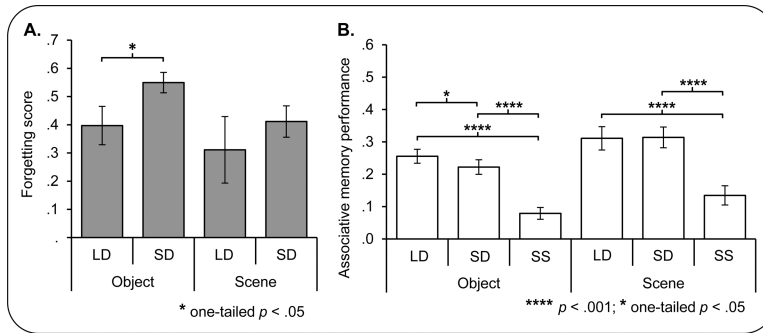 A.
*
.7
.6
.5
.4
.3
.2
.1
.
Forgetting score
LD SD LD SD
Object Scene
* one-tailed p < .05
B.
.6
.5
.4
.3
.2
.1
.0
Associative memory performance
* **** ****
**** ****
LD SD SS LD SD SS
Object Scene
**** p < .001; * one-tailed p < .05